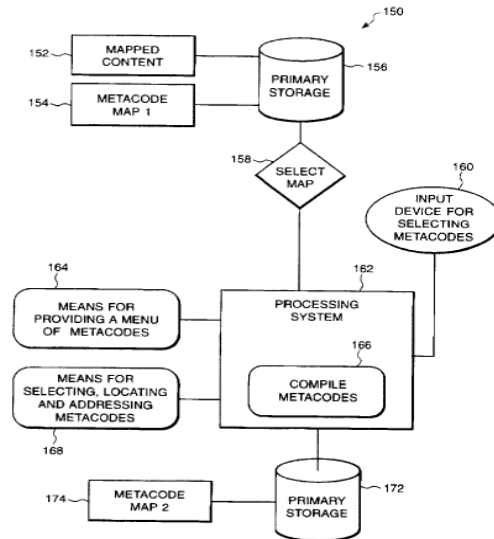 150
152
MAPPED
CONTENT
154
METACODE
MAP 1
PRIMARY
STORAGE
156
158
SELECT
MAP
160
INPUT
DEVICE FOR
SELECTING
METACODES
164
MEANS FOR
PROVIDING A MENU
OF METACODES
162
PROCESSING
SYSTEM
166
COMPILE
METACODES
MEANS FOR
SELECTING, LOCATING
AND ADDRESSING
METACODES
168
174
METACODE
MAP 2
PRIMARY
STORAGE
172